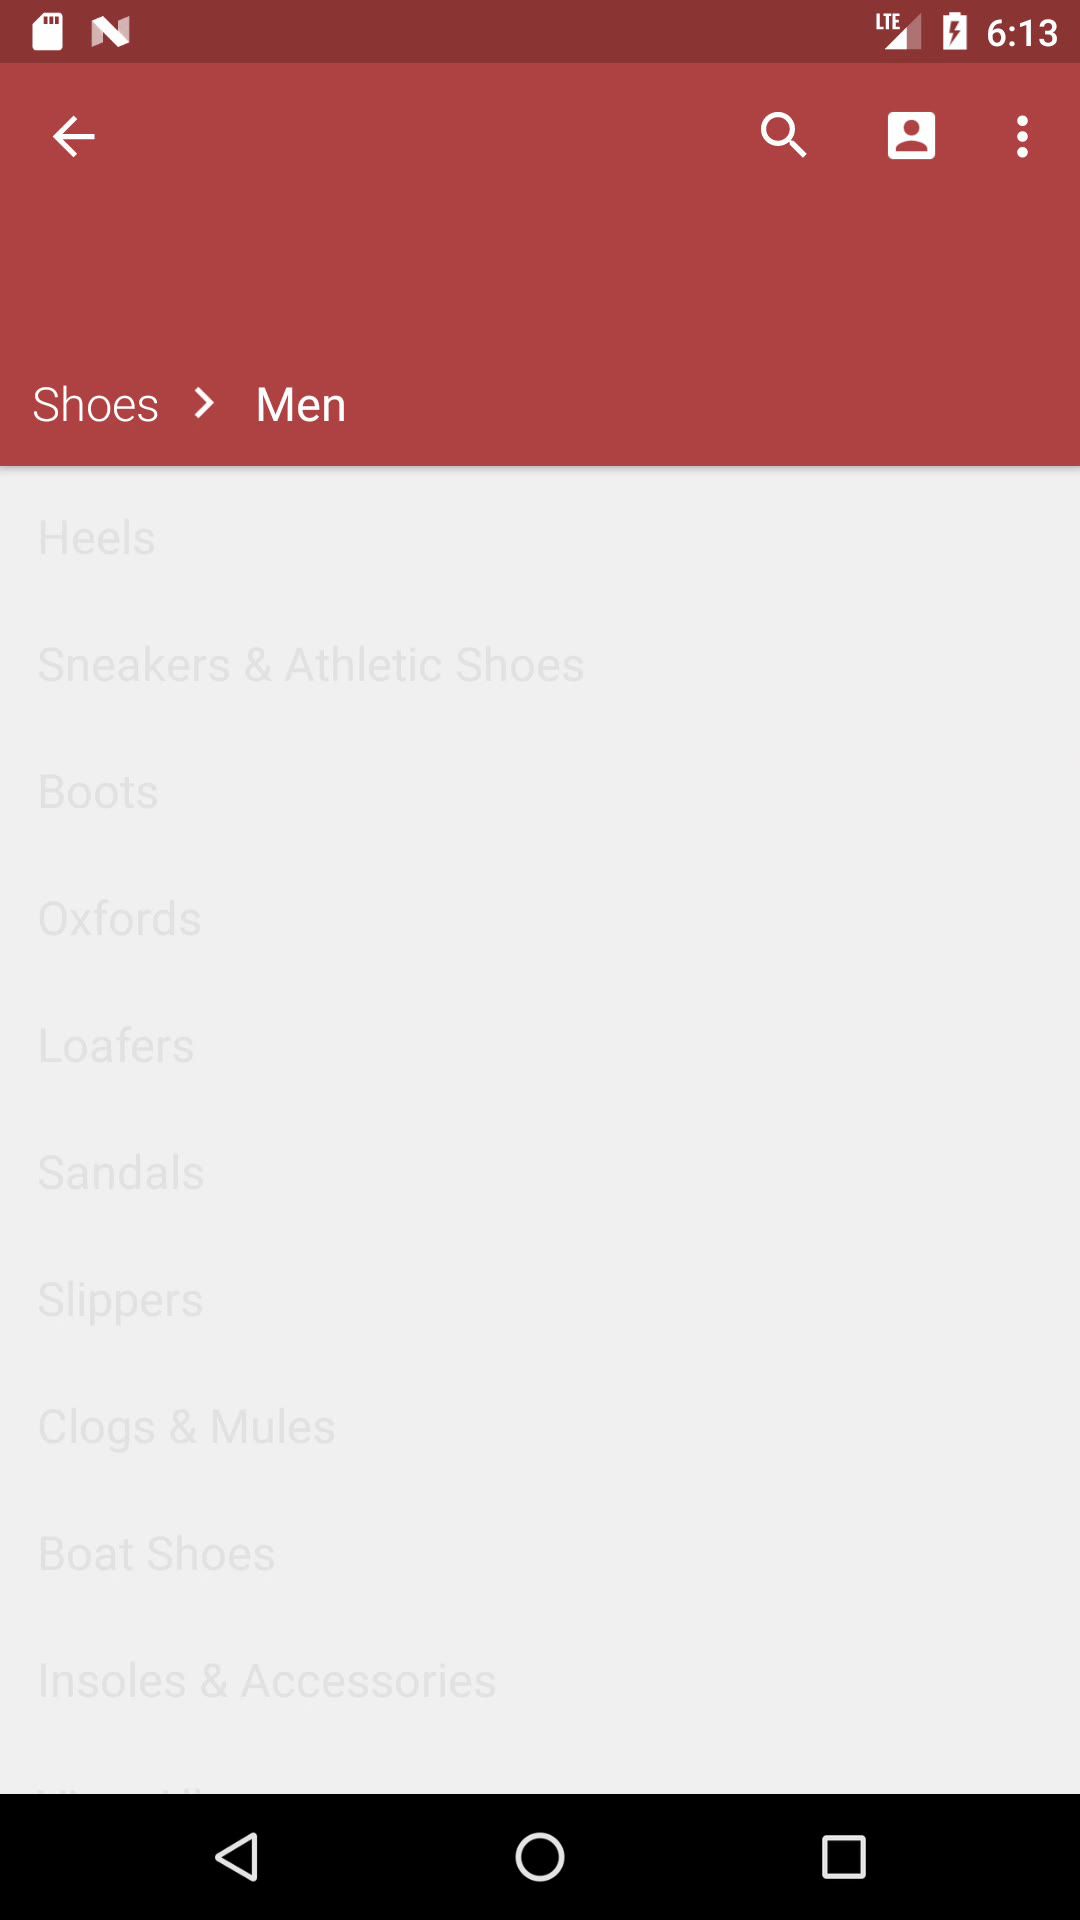 LTE 6:13
Shoes Men
Heels
Sneakers & Athletic Shoes
Boots
Oxfords
Loafers
Sandals
Slippers
Clogs & Mules
Boat Shoes
Insoles & Accessories